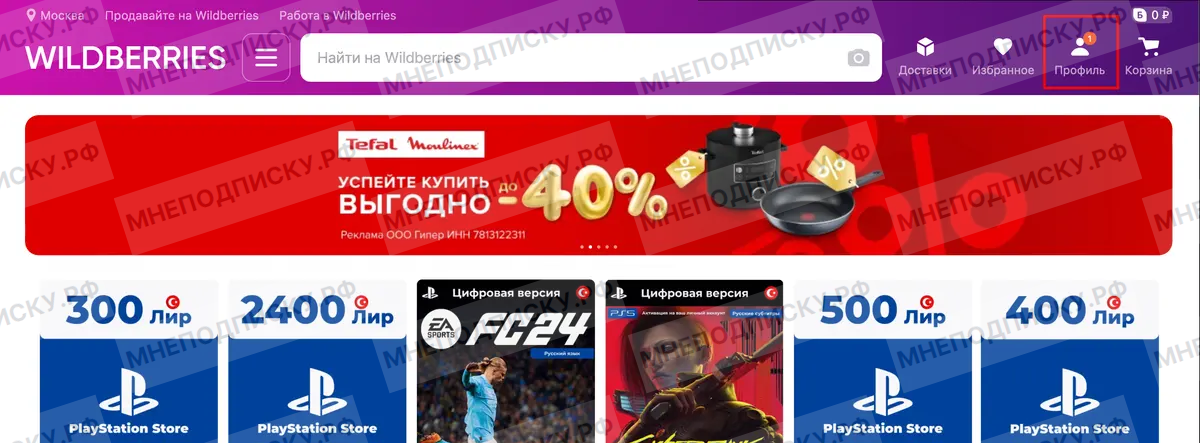 Москва Продавайте на Wildberries Работа в Wildberries Б 0 ₽
WILDBERRIES
Найти на Wildberries
Доставки Избранное 1 Профиль Корзина
Tefal Moulinex
УСПЕЙТЕ КУПИТЬ
ВЫГОДНО
ДО -40%
Реклама ООО Гипер ИНН 7813122311
300 Лир
PlayStation Store
2400 Лир
PlayStation Store
Цифровая версия
EA SPORTS FC24
Русский язык
Цифровая версия
PS5 Активация на ваш личный аккаунт Русские субтитры
500 Лир
PlayStation Store
400 Лир
PlayStation Store
МНЕПОДПИСКУ.РФ